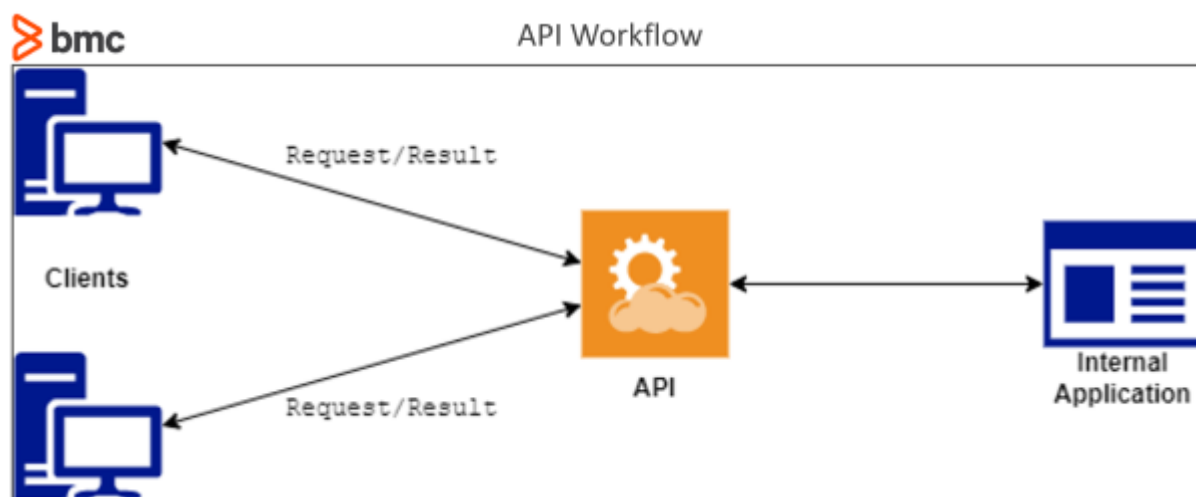 bmc
API Workflow
Request/Result
Clients
API
Internal
Application
Request/Result